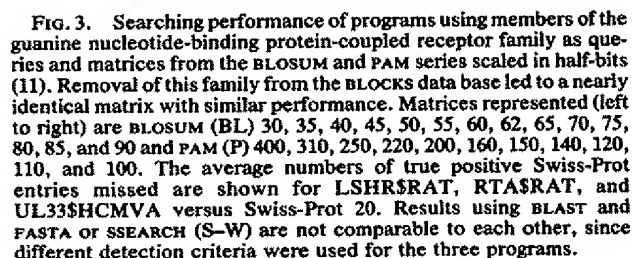 FIG. 3. Searching performance of programs using members of the
guanine nucleotide-binding protein-coupled receptor family as que-
ries and matrices from the BLOSUM and PAM series scaled in half-bits
(11). Removal of this family from the BLOCKS data base led to a nearly
identical matrix with similar performance. Matrices represented (left
to right) are BLOSUM (BL) 30, 35, 40, 45, 50, 55, 60, 62, 65, 70, 75,
80, 85, and 90 and PAM (P) 400, 310, 250, 220, 200, 160, 150, 140, 120,
110, and 100. The average numbers of true positive Swiss-Prot
entries missed are shown for LSHR$RAT, RTA$RAT, and
UL33$HCMVA versus Swiss-Prot 20. Results using BLAST and
FASTA or SSEARCH (S–W) are not comparable to each other, since
different detection criteria were used for the three programs.